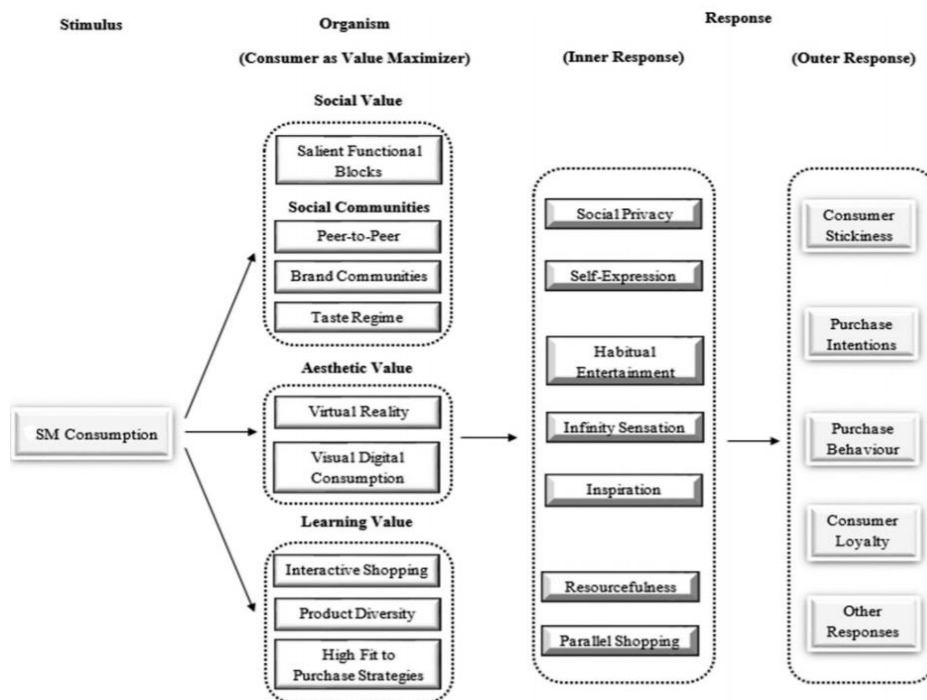 Stimulus
Organism
(Consumer as Value Maximizer)
Response
(Inner Response)
(Outer Response)
SM Consumption
Social Value
Salient Functional
Blocks
Social Communities
Peer-to-Peer
Brand Communities
Taste Regime
Aesthetic Value
Virtual Reality
Visual Digital
Consumption
Learning Value
Interactive Shopping
Product Diversity
High Fit to
Purchase Strategies
Social Privacy
Self-Expression
Habitual
Entertainment
Infinity Sensation
Inspiration
Resourcefulness
Parallel Shopping
Consumer
Stickiness
Purchase
Intentions
Purchase
Behaviour
Consumer
Loyalty
Other
Responses